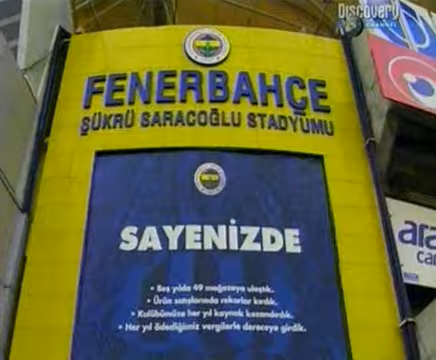 Discovery
CHANNEL
FENERBAHÇE
ŞÜKRÜ SARACOĞLU STADYUMU
SAYENİZDE
• Beş yılda 49 mağazaya ulaştık.
• Ürün satışlarında rekorlar kırdık.
• Kulübümüze her yıl kaynak kazandırdık.
• Her yıl ödediğimiz vergilerle dereceye girdik.